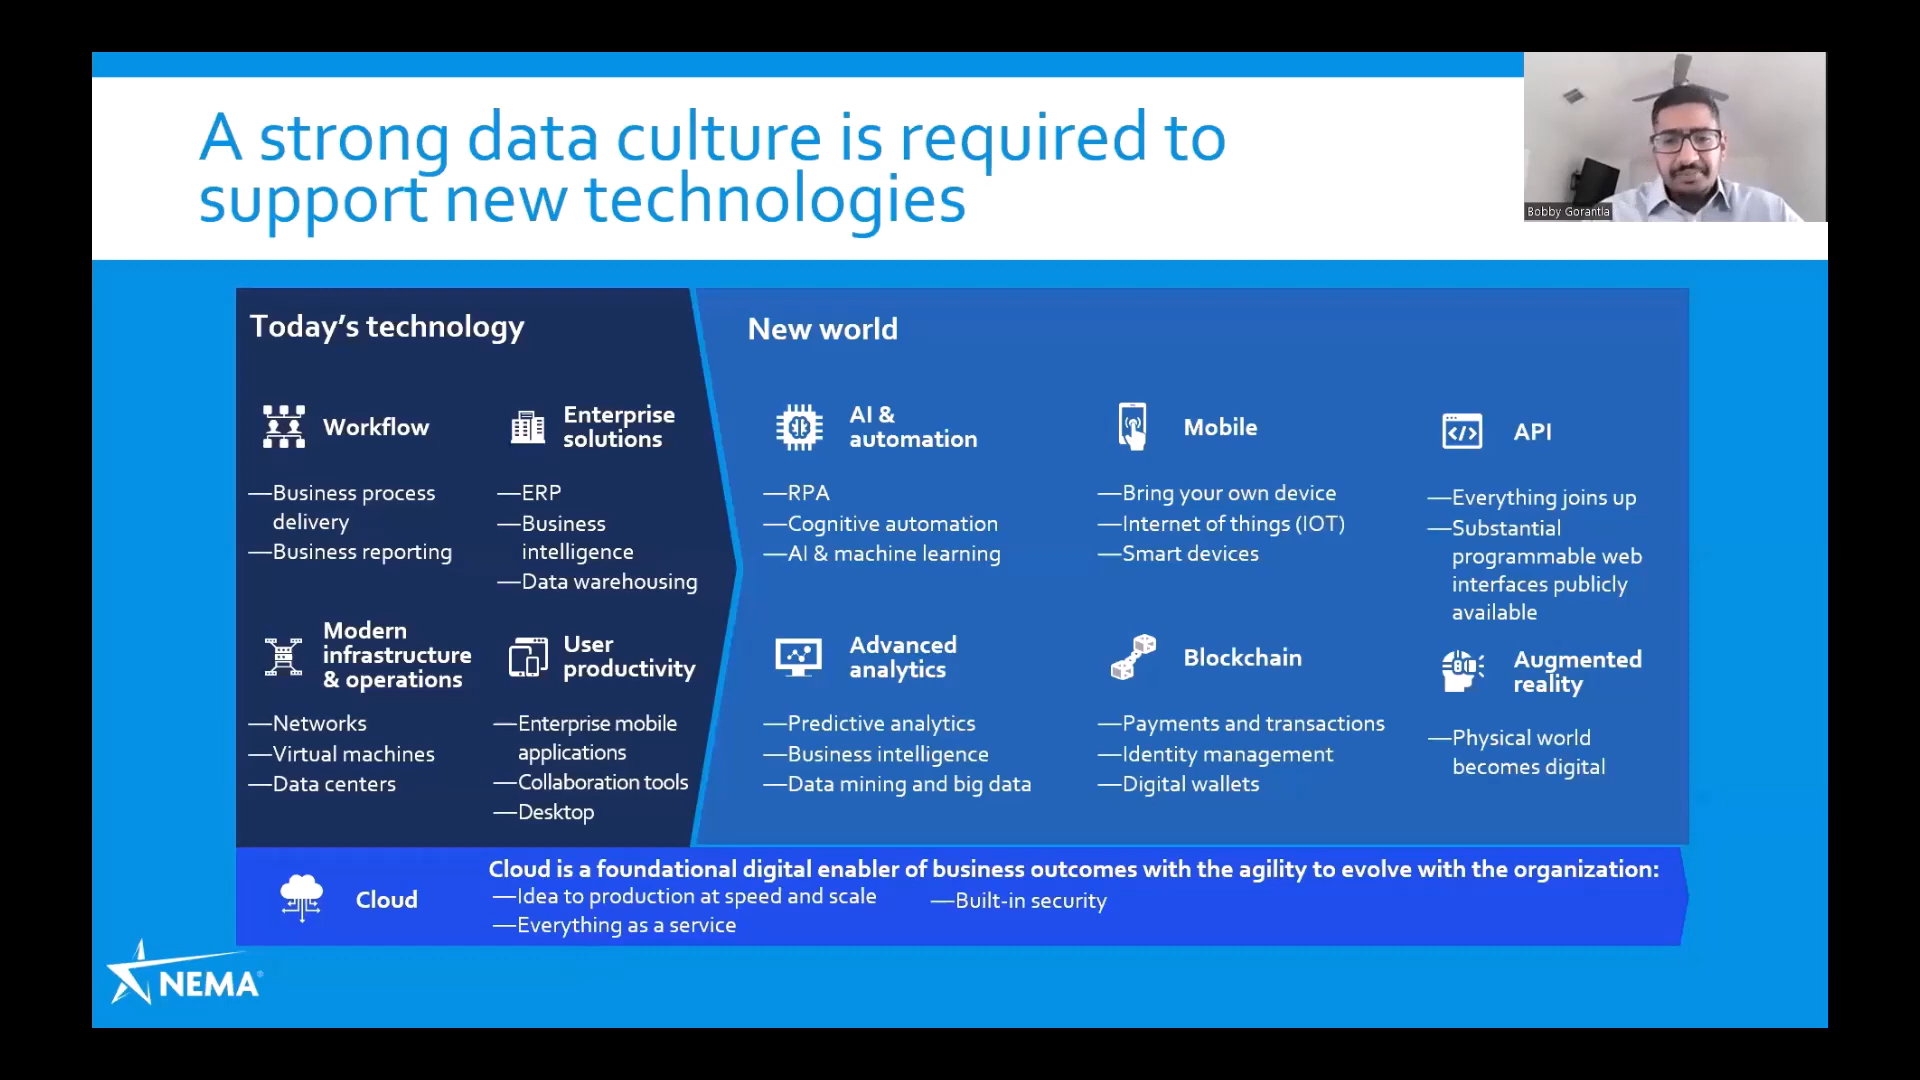 A strong data culture is required to
support new technologies
Bobby Gorantla
Today’s technology
Workflow
—Business process
delivery
—Business reporting
Enterprise
solutions
—ERP
—Business
intelligence
—Data warehousing
Modern
infrastructure
& operations
—Networks
—Virtual machines
—Data centers
User
productivity
—Enterprise mobile
applications
—Collaboration tools
—Desktop
New world
AI &
automation
—RPA
—Cognitive automation
—AI & machine learning
Mobile
—Bring your own device
—Internet of things (IOT)
—Smart devices
API
—Everything joins up
—Substantial
programmable web
interfaces publicly
available
Advanced
analytics
—Predictive analytics
—Business intelligence
—Data mining and big data
Blockchain
—Payments and transactions
—Identity management
—Digital wallets
Augmented
reality
—Physical world
becomes digital
Cloud
Cloud is a foundational digital enabler of business outcomes with the agility to evolve with the organization:
—Idea to production at speed and scale
—Everything as a service
—Built-in security
NEMA®